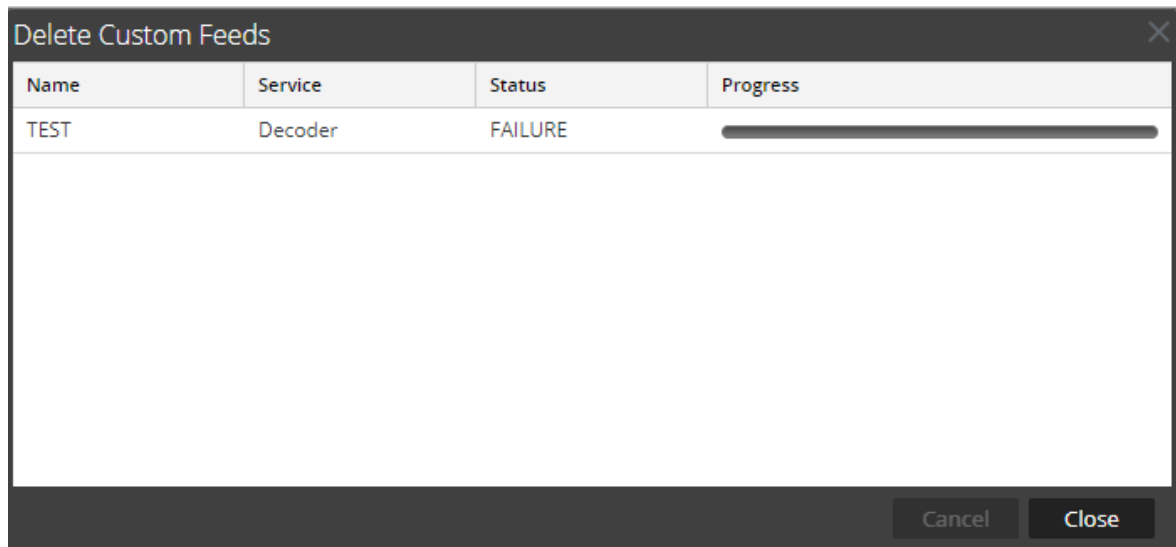 Delete Custom Feeds
Name Service Status Progress
TEST Decoder FAILURE
Cancel Close